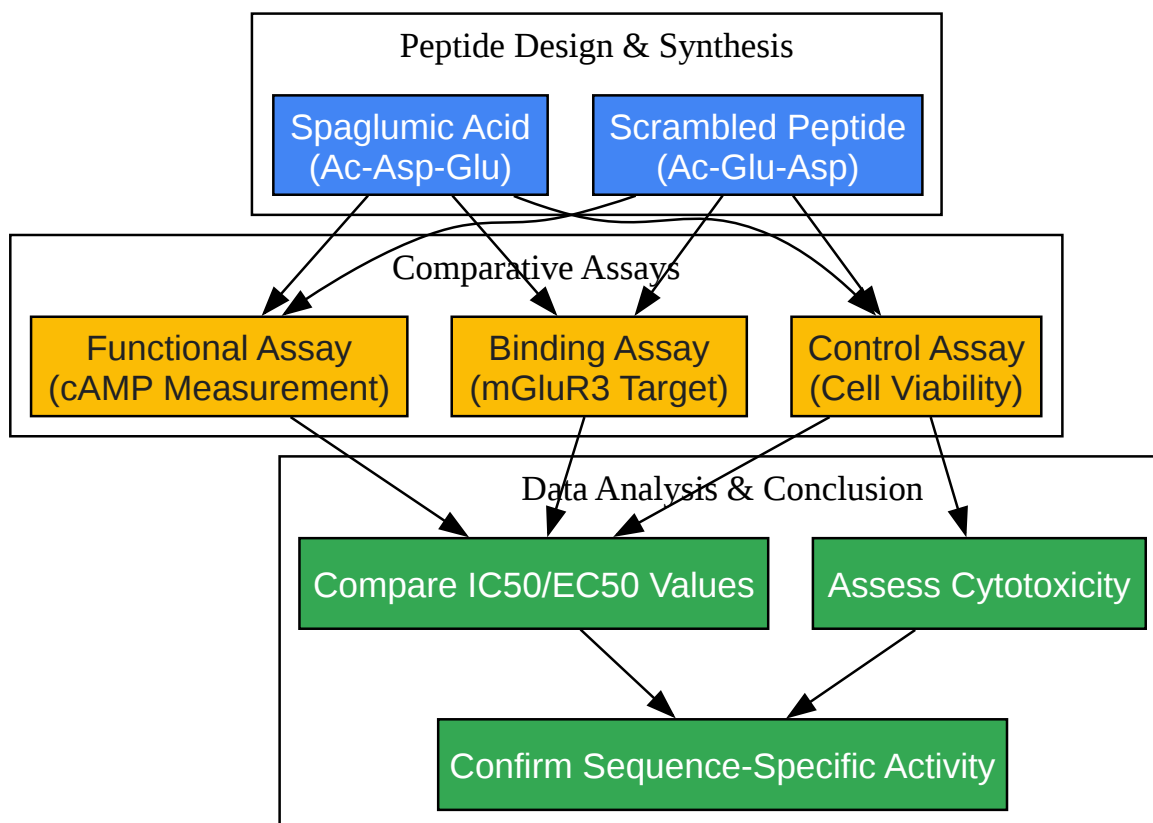 Peptide Design & Synthesis
Spaglumic Acid
(Ac-Asp-Glu)
Scrambled Peptide
(Ac-Glu-Asp)
Comparative Assays
Functional Assay
(cAMP Measurement)
Binding Assay
(mGluR3 Target)
Control Assay
(Cell Viability)
Data Analysis & Conclusion
Compare IC50/EC50 Values
Assess Cytotoxicity
Confirm Sequence-Specific Activity